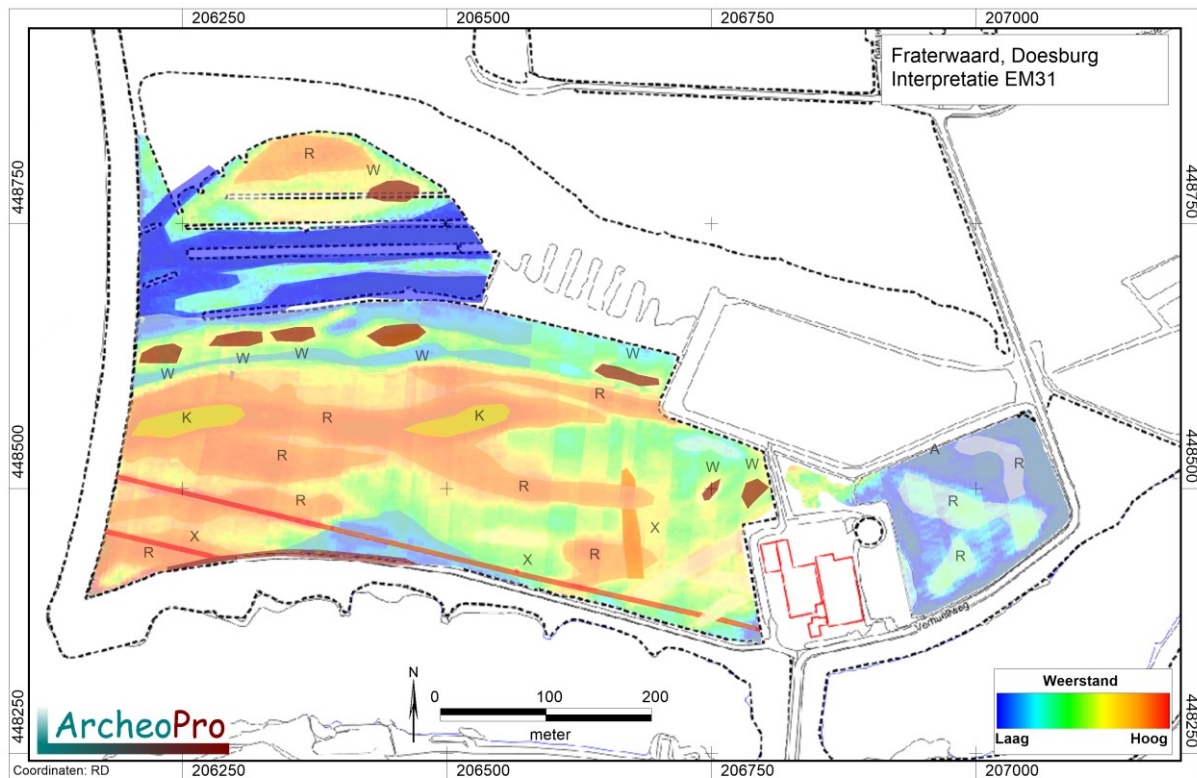 206250 206500 206750 207000
Fraterwaard, Doesburg
Interpretatie EM31
448750 448750
R
W
K
W W W W W
R
K R K
R
A
W W
R
R
R
R
X
X
R
X
R
R
Verhuellweg
448500 448500
N
0 100 200
meter
Weerstand
Laag Hoog
448250 448250
ArcheoPro
Coordinaten: RD
206250 206500 206750 207000